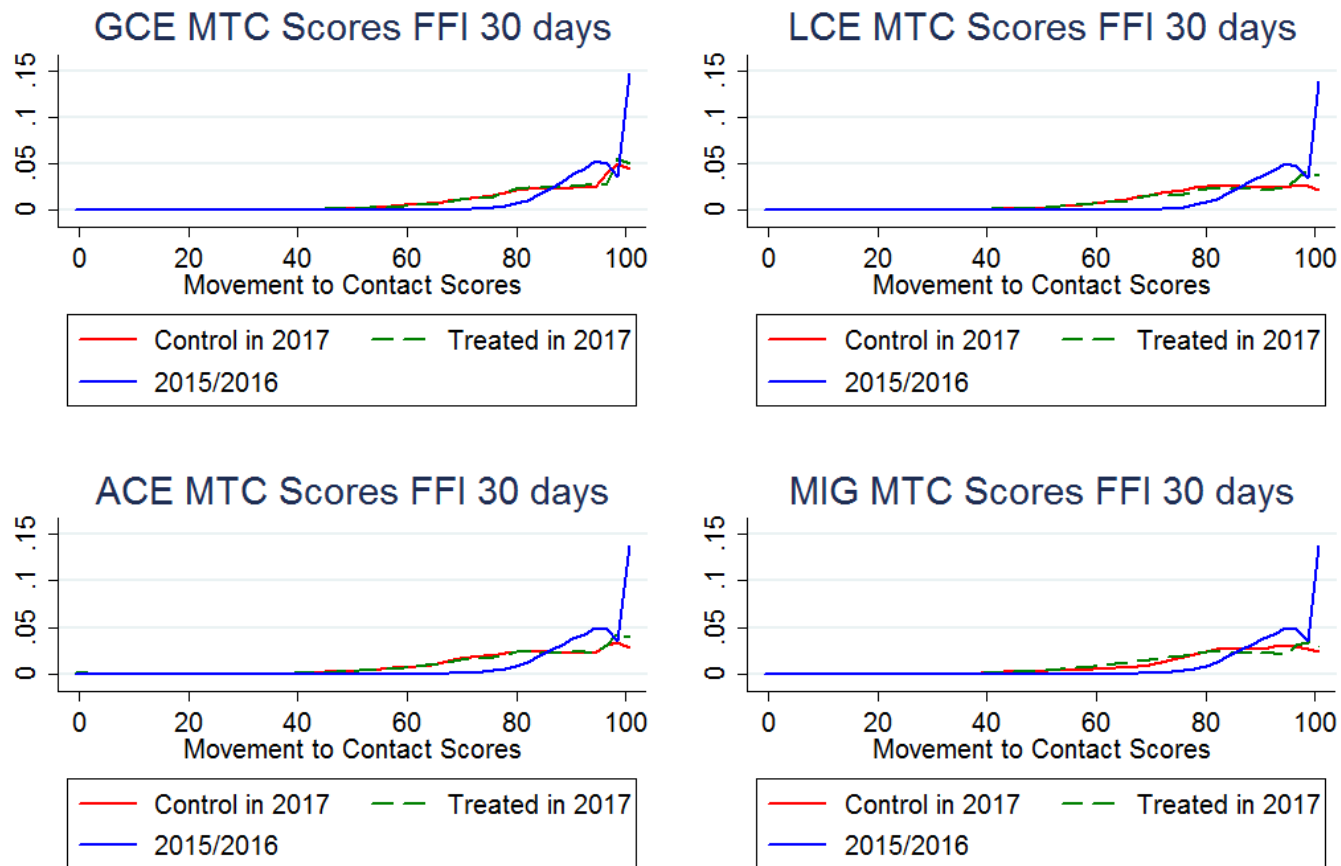 GCE MTC Scores FFI 30 days
.15
.1
.05
0
0 20 40 60 80 100
Movement to Contact Scores
Control in 2017 Treated in 2017
2015/2016
LCE MTC Scores FFI 30 days
.15
.1
.05
0
0 20 40 60 80 100
Movement to Contact Scores
Control in 2017 Treated in 2017
2015/2016
ACE MTC Scores FFI 30 days
.15
.1
.05
0
0 20 40 60 80 100
Movement to Contact Scores
Control in 2017 Treated in 2017
2015/2016
MIG MTC Scores FFI 30 days
.15
.1
.05
0
0 20 40 60 80 100
Movement to Contact Scores
Control in 2017 Treated in 2017
2015/2016